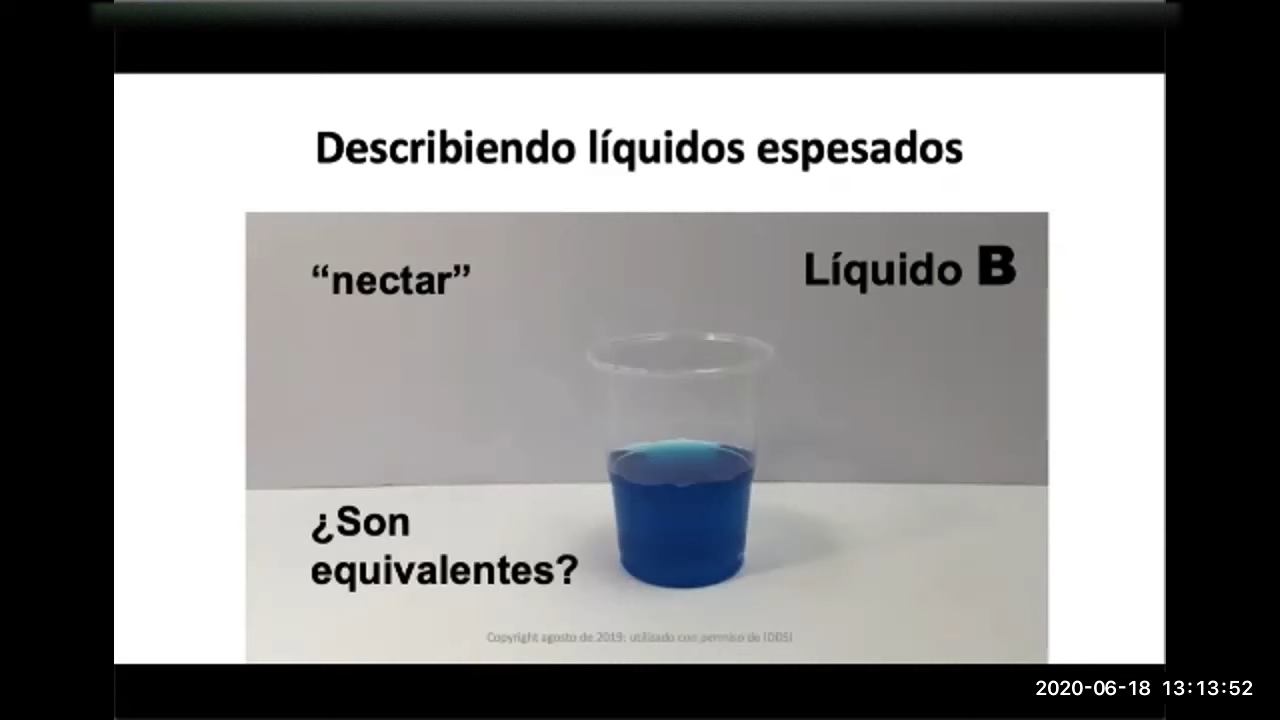 Describiendo líquidos espesados
“nectar”
Líquido B
¿Son
equivalentes?
Copyright agosto de 2019: utilizado con permiso de IDDSI
2020-06-18 13:13:52